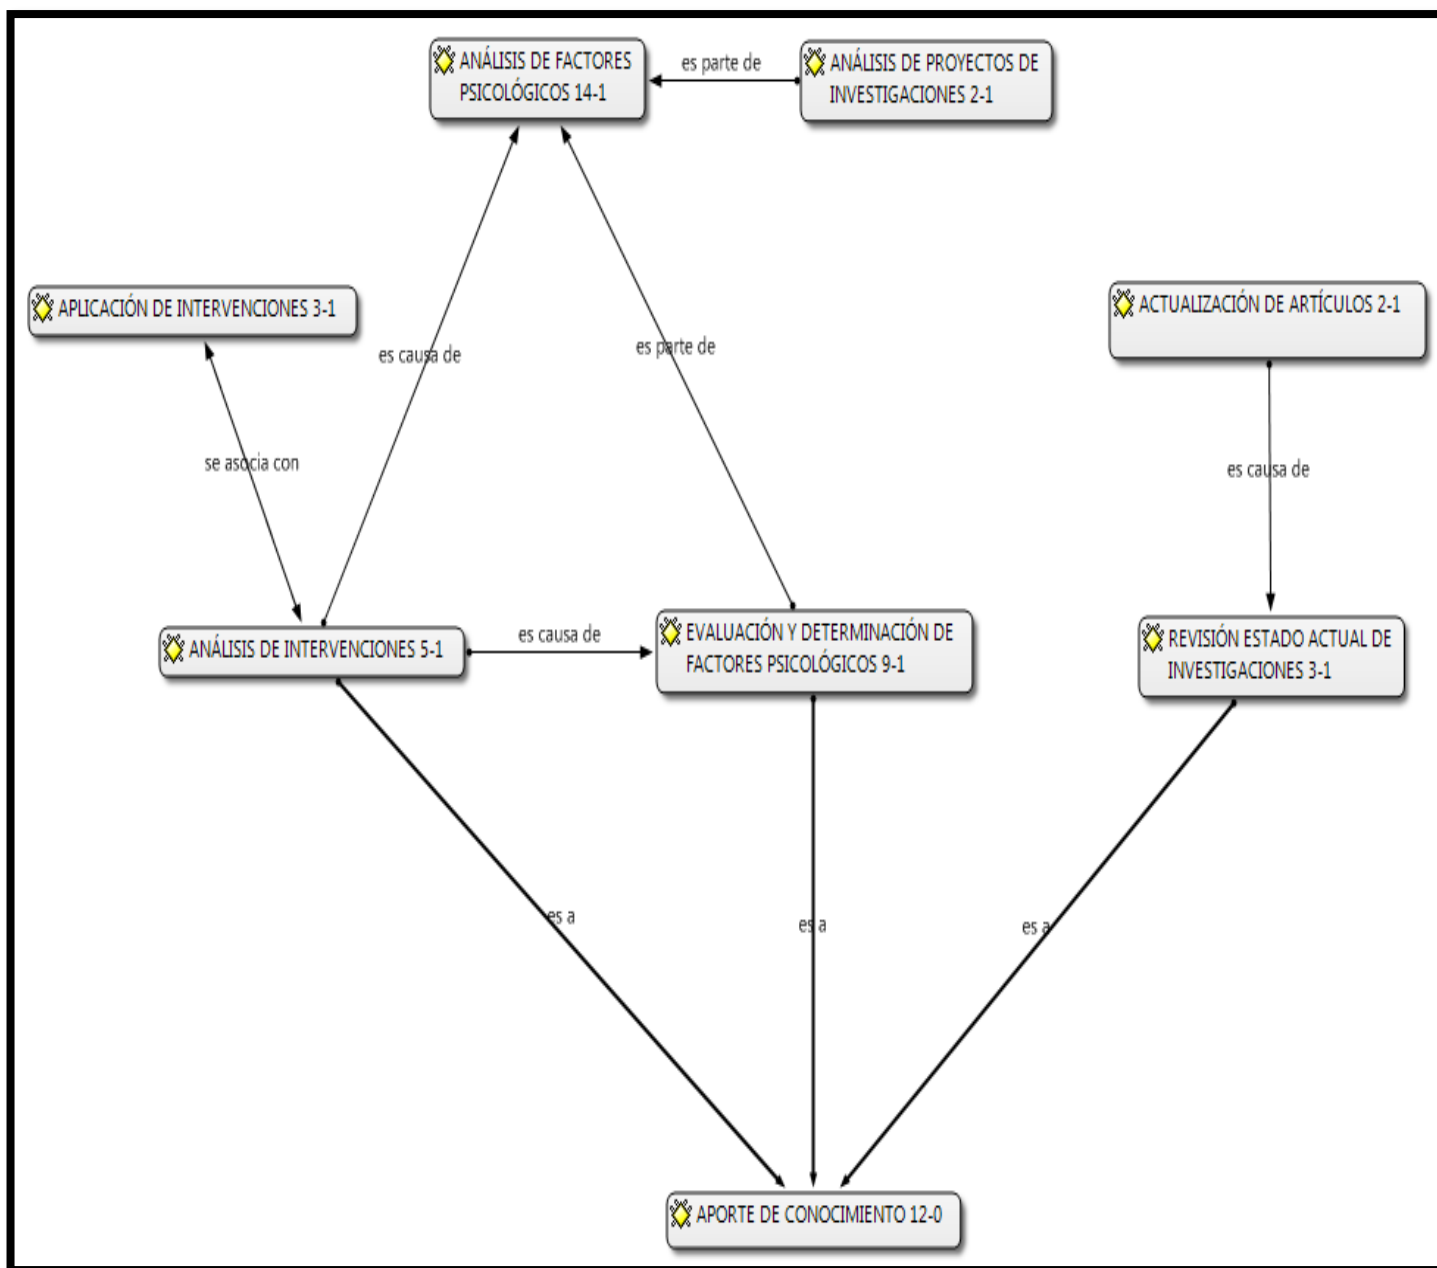 ANÁLISIS DE FACTORES
PSICOLÓGICOS 14-1
es parte de
ANÁLISIS DE PROYECTOS DE
INVESTIGACIONES 2-1
APLICACIÓN DE INTERVENCIONES 3-1
ACTUALIZACIÓN DE ARTÍCULOS 2-1
es causa de
es parte de
se asocia con
es causa de
ANÁLISIS DE INTERVENCIONES 5-1
es causa de
EVALUACIÓN Y DETERMINACIÓN DE
FACTORES PSICOLÓGICOS 9-1
REVISIÓN ESTADO ACTUAL DE
INVESTIGACIONES 3-1
es a
es a
es a
APORTE DE CONOCIMIENTO 12-0